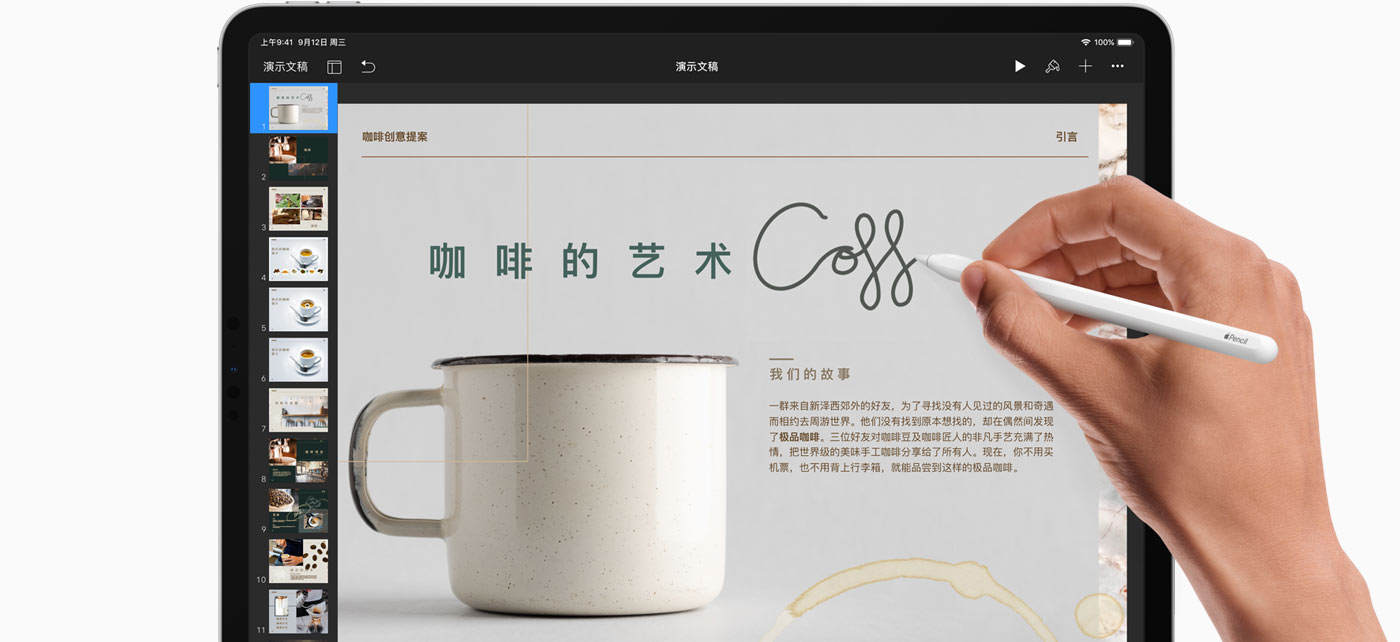 上午9:41 9月12日 周三
100%
演示文稿
演示文稿
咖啡创意提案
引言
咖啡的艺术 Coff
Pencil
我们的故事
一群来自新泽西郊外的好友，为了寻找没有人见过的风景和奇遇
而相约去周游世界。他们没有找到原本想找的，却在偶然间发现
了极品咖啡。三位好友对咖啡豆及咖啡匠人的非凡手艺充满了热
情，把世界级的美味手工咖啡分享给了所有人。现在，你不用买
机票，也不用背上行李箱，就能品尝到这样的极品咖啡。
1
2
3
4
5
6
7
8
9
10
11